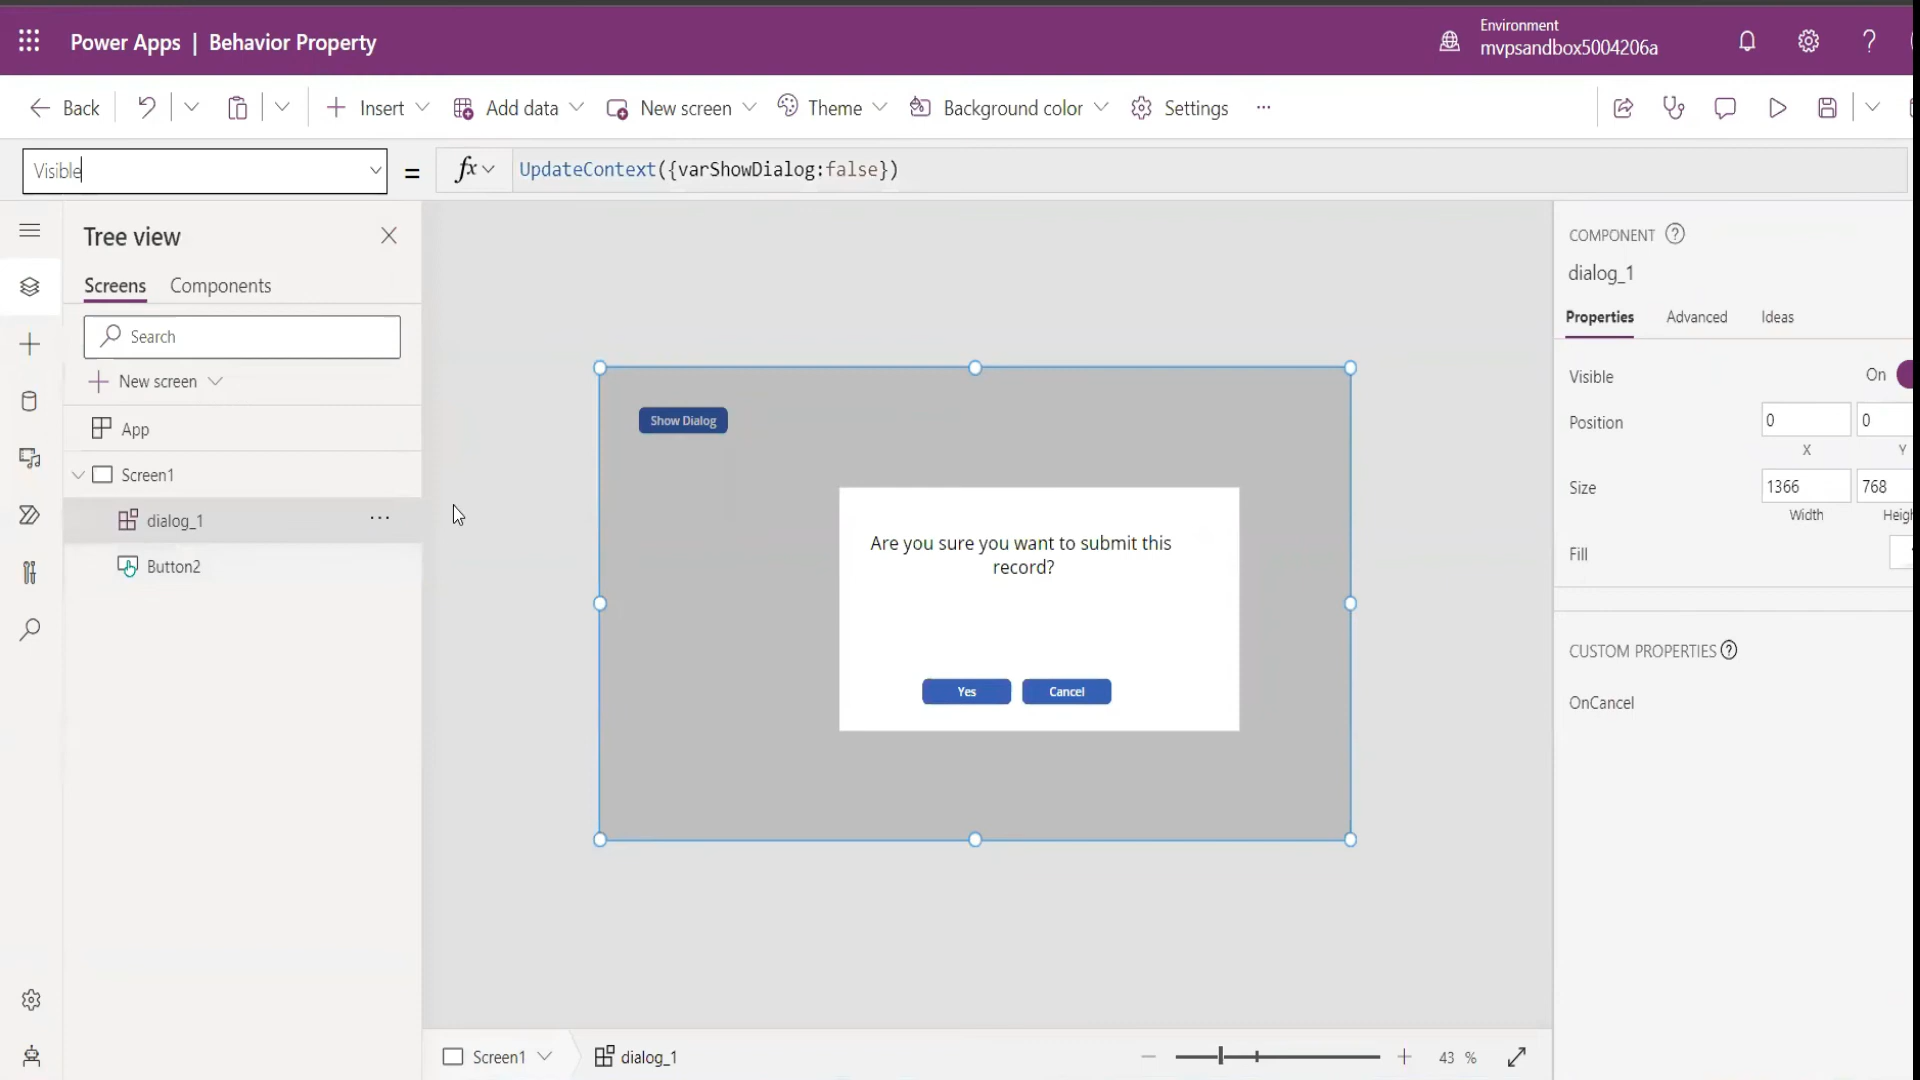 Power Apps | Behavior Property
Environment
mvpsandbox5004206a
Back
Insert
Add data
New screen
Theme
Background color
Settings
Visible
=
fx
UpdateContext({varShowDialog:false})
Tree view
Screens
Components
Search
New screen
App
Screen1
dialog_1
Button2
Show Dialog
Are you sure you want to submit this
record?
Yes
Cancel
COMPONENT
dialog_1
Properties
Advanced
Ideas
Visible
On
Position
0
0
X
Y
Size
1366
768
Width
Heig
Fill
CUSTOM PROPERTIES
OnCancel
Screen1
dialog_1
43 %